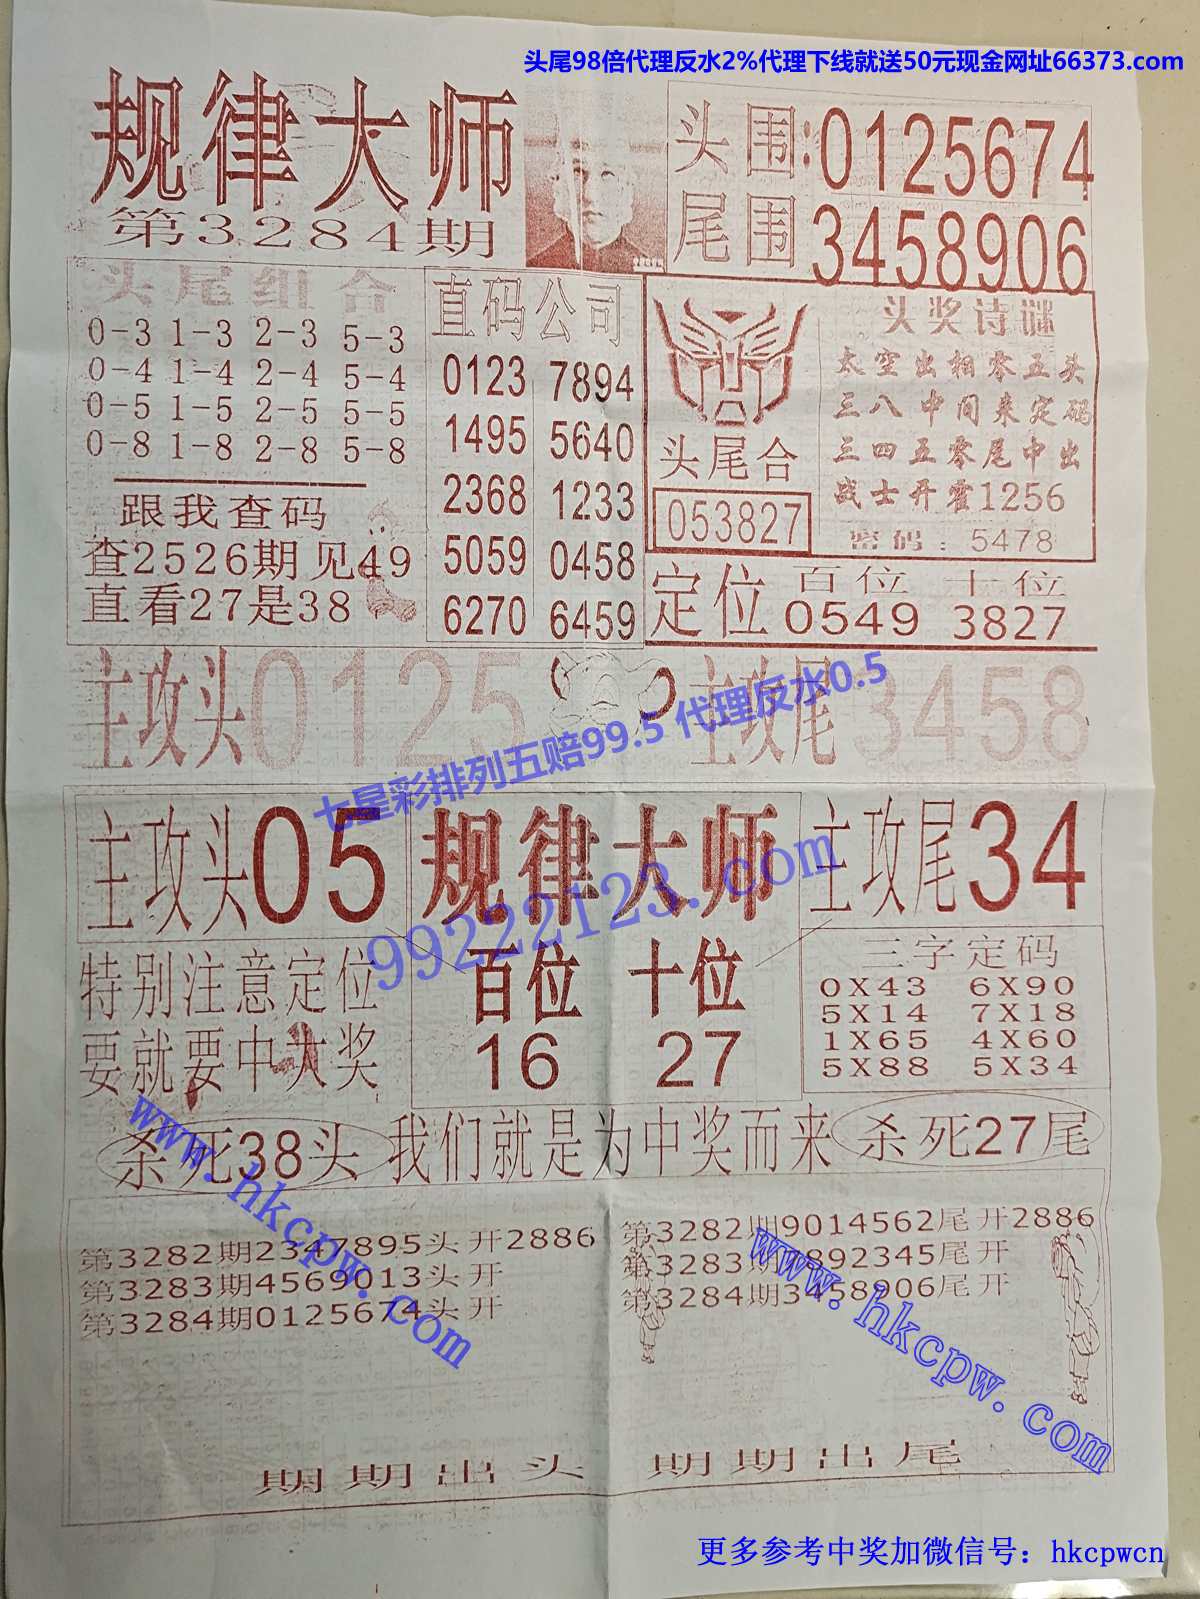 头尾98倍代理反水2%代理下线就送50元现金网址66373.com
规律大师
第3284期
头围:0125674
尾围 3458906
头尾组合
0-3 1-3 2-3 5-3
0-4 1-4 2-4 5-4
0-5 1-5 2-5 5-5
0-8 1-8 2-8 5-8
跟我查码
查2526期见49
直看27是38
直码公司
0123 7894
1495 5640
2368 1233
5059 0458
6270 6459
头尾合
053827
头奖诗谜
太空出相零五头
三八中间来定码
三四五零尾中出
战士开霍1256
密码:5478
定位
百位 十位
0549 3827
主攻头0125
主攻尾3458
七星彩排列五赔99.5 代理反水0.5
主攻头05
规律大师
主攻尾34
99222123.com
特别注意定位
要就要中大奖
百位 十位
16 27
三字定码
0X43 6X90
5X14 7X18
1X65 4X60
5X88 5X34
杀死38头
我们就是为中奖而来
杀死27尾
www.hkcpw.com
第3282期2347895头开2886
第3283期4569013头开
第3284期0125674头开
第3282期9014562尾开2886
第3283期7892345尾开
第3284期3458906尾开
www.hkcpw.com
期期出头
期期出尾
更多参考中奖加微信号：hkcpwcn